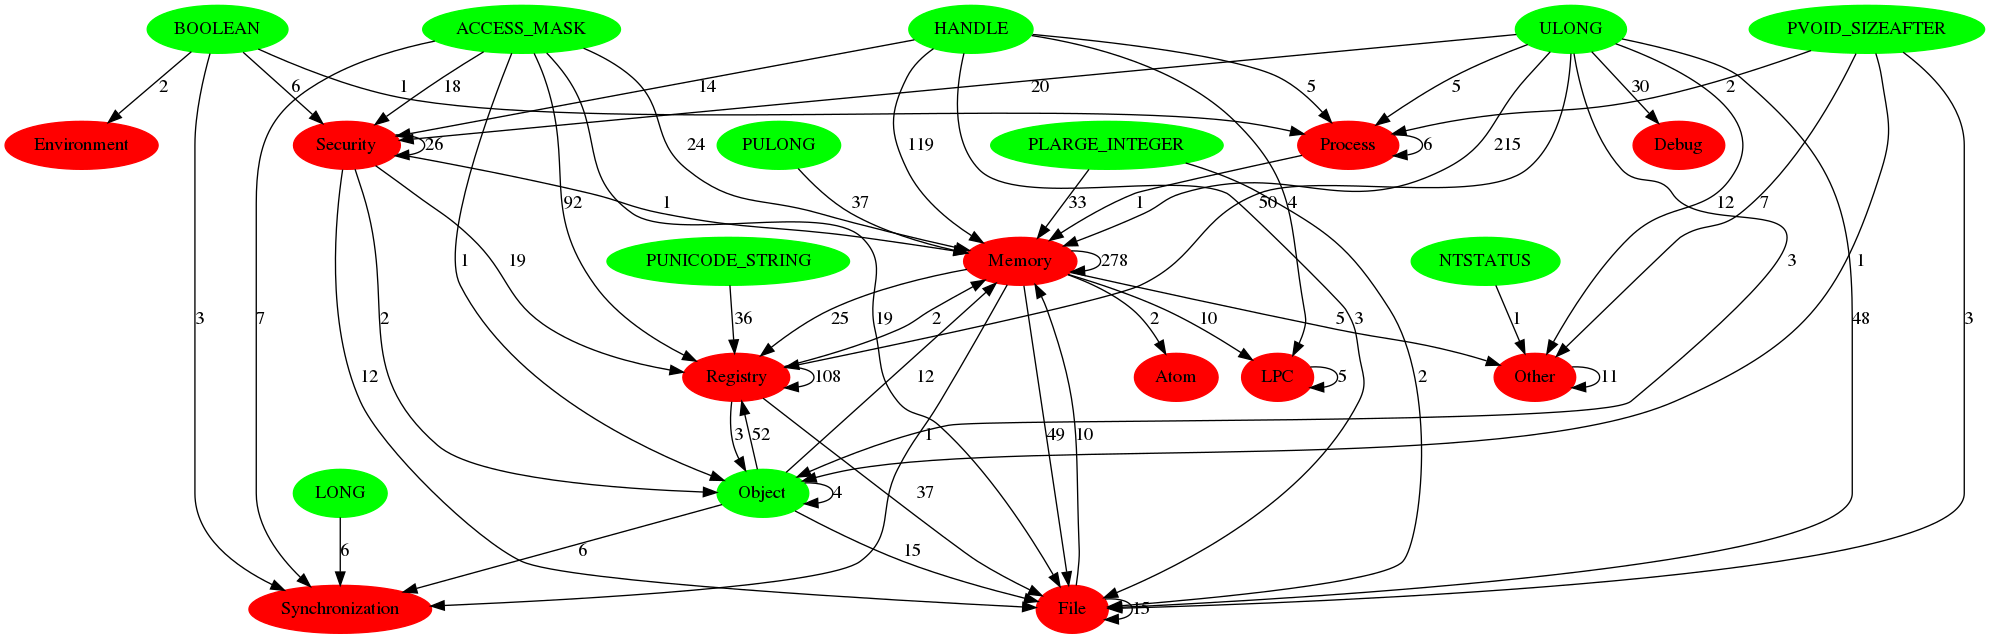 BOOLEAN ACCESS_MASK HANDLE ULONG PVOID_SIZEAFTER
2 6 1 18 14 20 5 5 30 2
Environment Security 26 24 PULONG 119 PLARGE_INTEGER Process 6 215 Debug
1 92 1 37 33 1 50 4 12 7
1 19 PUNICODE_STRING Memory 278 NTSTATUS 3 1
3 7 2 36 25 19 2 2 10 5 3 1 48 3
12 Registry 108 12 Atom LPC 5 2 Other 11
3 52 1 49 10
LONG Object 4 37
6 6 15
Synchronization File 15